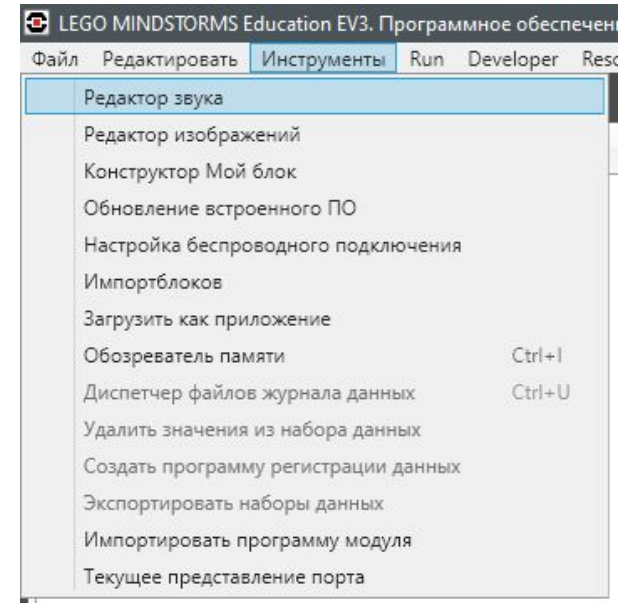 LEGO MINDSTORMS Education EV3. Программное обеспечен
Файл Редактировать Инструменты Run Developer Reso
Редактор звука
Редактор изображений
Конструктор Мой блок
Обновление встроенного ПО
Настройка беспроводного подключения
Импортблоков
Загрузить как приложение
Обозреватель памяти Ctrl+I
Диспетчер файлов журнала данных Ctrl+U
Удалить значения из набора данных
Создать программу регистрации данных
Экспортировать наборы данных
Импортировать программу модуля
Текущее представление порта